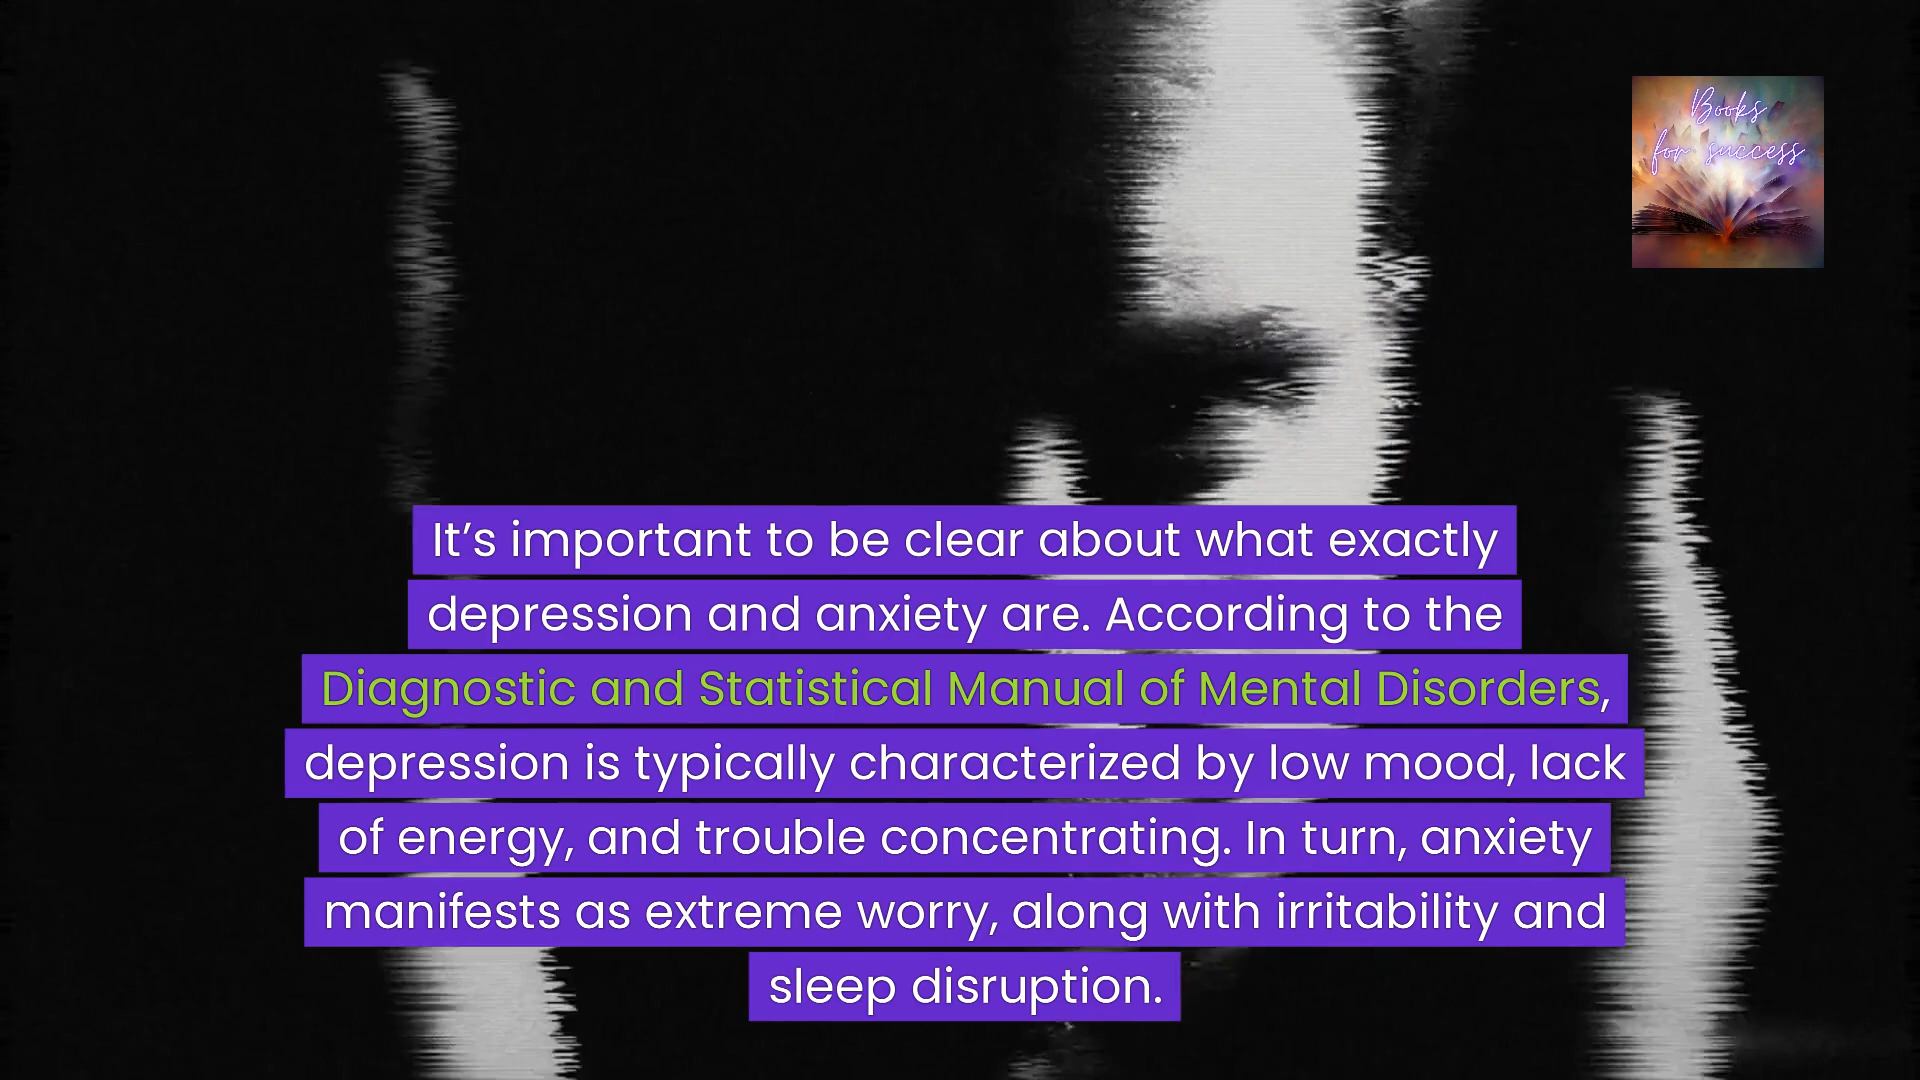 Books
for success
It’s important to be clear about what exactly
depression and anxiety are. According to the
Diagnostic and Statistical Manual of Mental Disorders,
depression is typically characterized by low mood, lack
of energy, and trouble concentrating. In turn, anxiety
manifests as extreme worry, along with irritability and
sleep disruption.